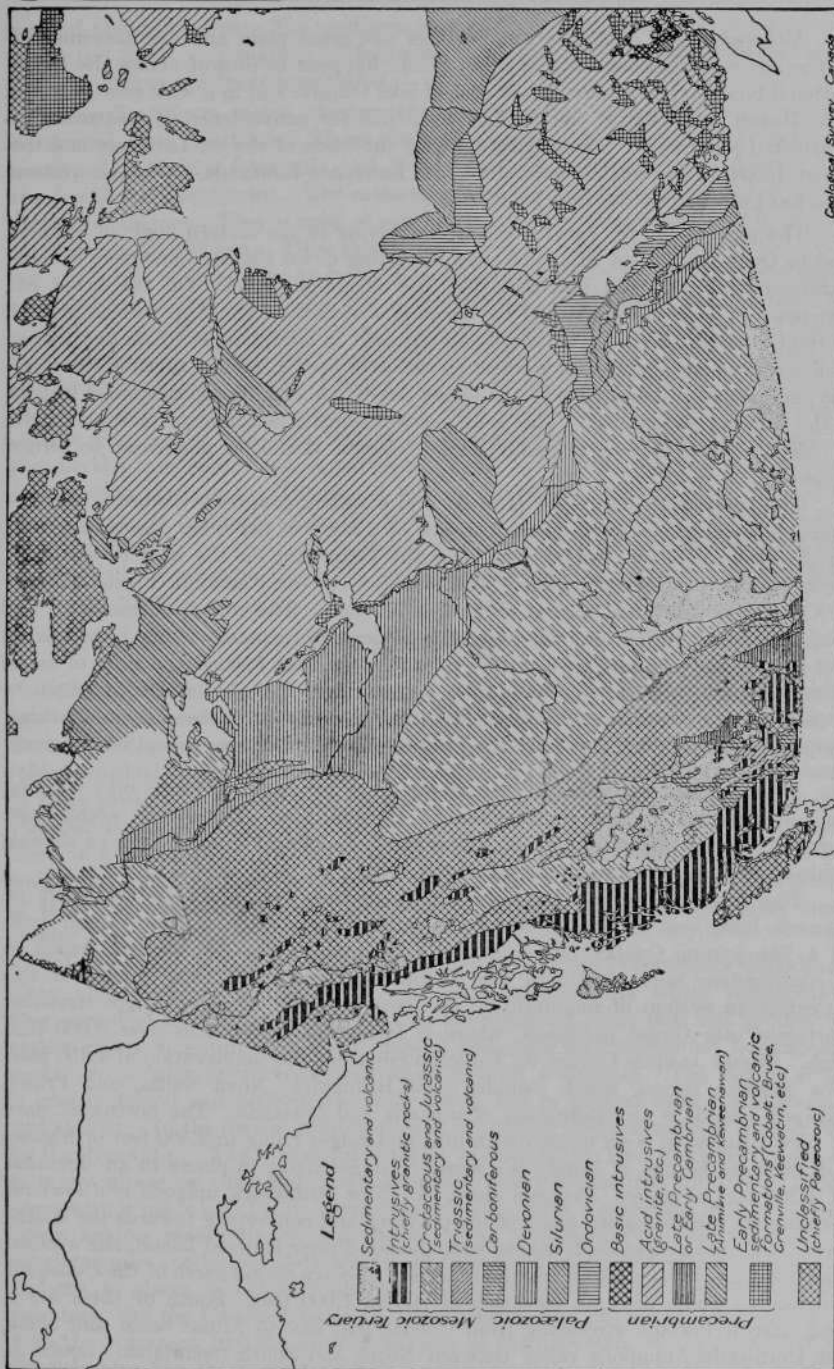 Geological Survey, Canada
Legend
Tertiary
Sedimentary and volcanic
Mesozoic
Intrusives
(chiefly granitic rocks)
Cretaceous and Jurassic
(sedimentary and volcanic)
Triassic
(sedimentary and volcanic)
Palæozoic
Carboniferous
Devonian
Silurian
Ordovician
Precambrian
Basic intrusives
Acid intrusives
(granite, etc.)
Late Precambrian
or Early Cambrian
Late Precambrian
(Animikie and Keweenawan)
Early Precambrian
sedimentary and volcanic
formations (Cobalt, Bruce,
Grenville, Keewatin, etc)
Unclassified
(chiefly Palæozoic)